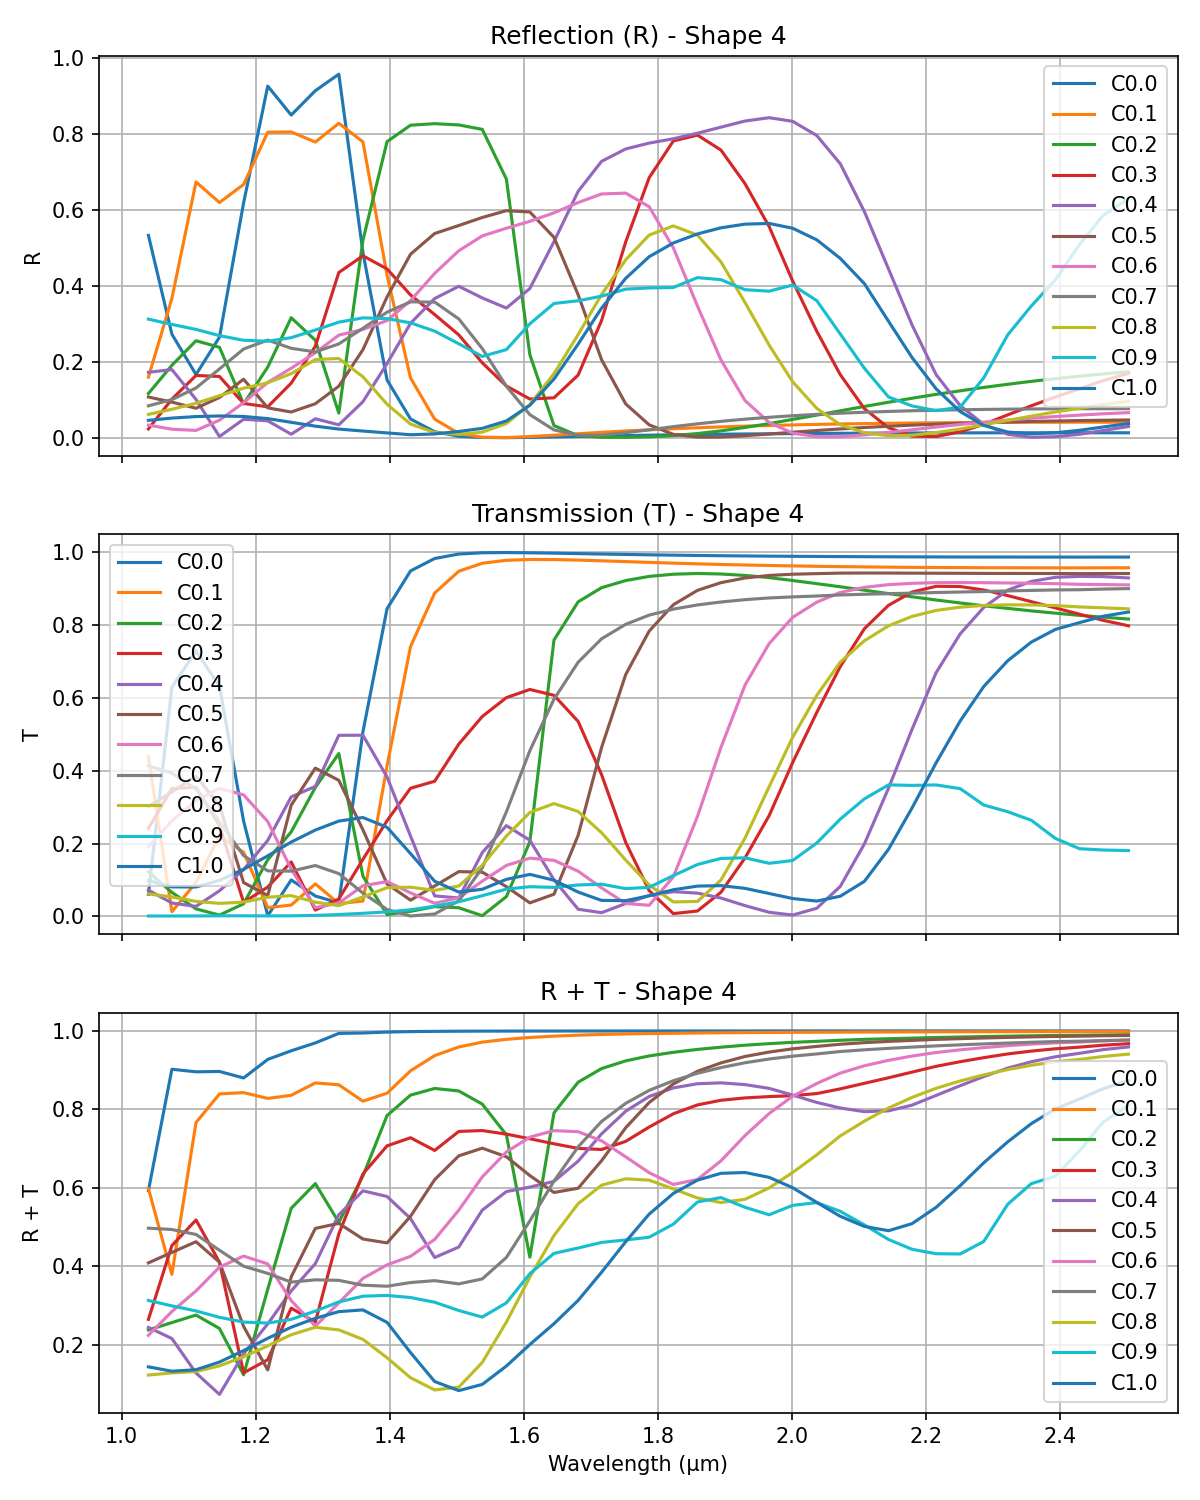 Reflection (R) - Shape 4
1.0
0.8
0.6
0.4
0.2
0.0
R
C0.0
C0.1
C0.2
C0.3
C0.4
C0.5
C0.6
C0.7
C0.8
C0.9
C1.0
Transmission (T) - Shape 4
1.0
0.8
0.6
0.4
0.2
0.0
T
C0.0
C0.1
C0.2
C0.3
C0.4
C0.5
C0.6
C0.7
C0.8
C0.9
C1.0
R + T - Shape 4
1.0
0.8
0.6
0.4
0.2
R + T
C0.0
C0.1
C0.2
C0.3
C0.4
C0.5
C0.6
C0.7
C0.8
C0.9
C1.0
1.0 1.2 1.4 1.6 1.8 2.0 2.2 2.4
Wavelength (μm)